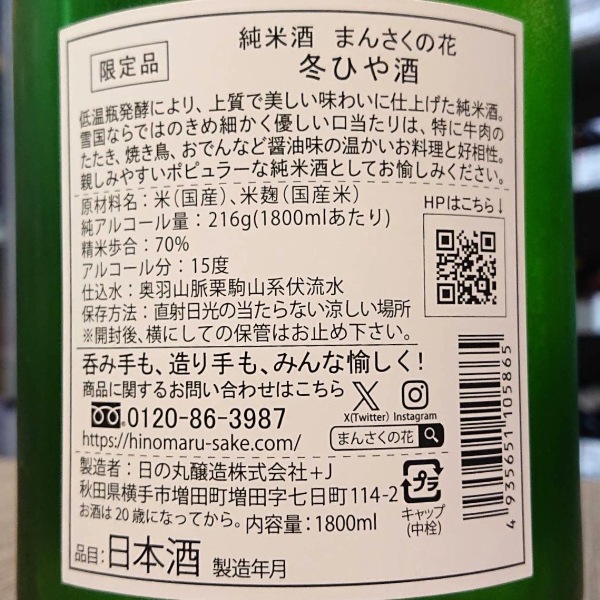 限定品
純米酒 まんさくの花
冬ひや酒
低温瓶発酵により、上質で美しい味わいに仕上げた純米酒。
雪国ならではのきめ細かく優しい口当たりは、特に牛肉の
たたき、焼き鳥、おでんなど醤油味の温かいお料理と好相性。
親しみやすいポピュラーな純米酒としてお愉しみください。
原材料名：米(国産)、米麹(国産米)
純アルコール量：216g(1800mlあたり)
精米歩合：70%
アルコール分：15度
仕込水：奥羽山脈栗駒山系伏流水
保存方法：直射日光の当たらない涼しい場所
※開封後、横にしての保管はお止め下さい。
HPはこちら↓
呑み手も、造り手も、みんな愉しく!
商品に関するお問い合わせはこちら
0120-86-3987
https://hinomaru-sake.com/
X(Twitter) Instagram
まんさくの花
製造者：日の丸醸造株式会社+J
秋田県横手市増田町増田字七日町114-2
お酒は20歳になってから。内容量：1800ml
プラ
キャップ
(中栓)
品目：日本酒 製造年月
4 935651 105865